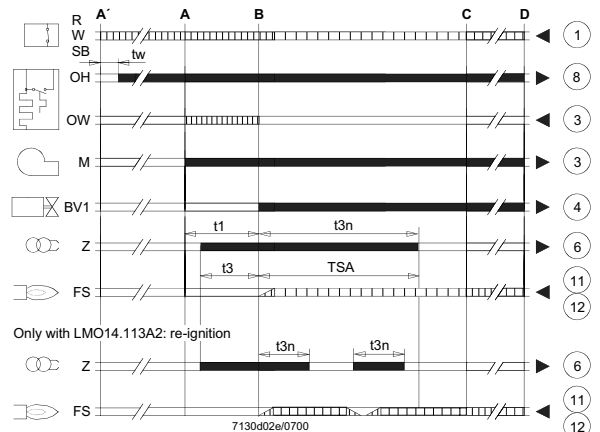 A´ A B C D
R
W 1
SB tw
OH 8
OW 3
M 3
BV1 4
t1 t3n
Z 6
t3 TSA
FS 11
12
Only with LMO14.113A2: re-ignition
t3n t3n
Z 6
FS 11
12
7130d02e/0700